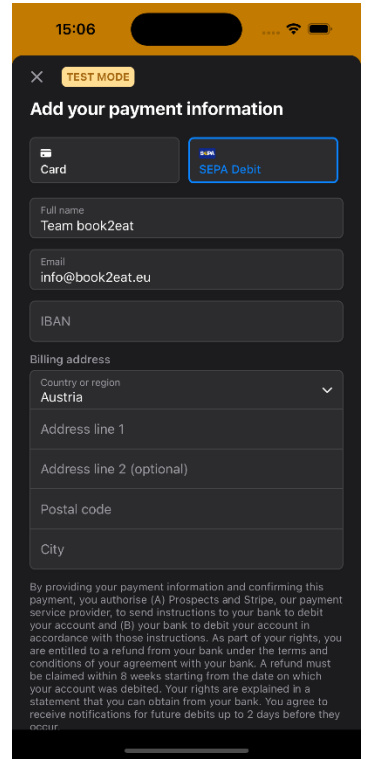 15:06
TEST MODE
Add your payment information
Card
SEPA
SEPA Debit
Full name
Team book2eat
Email
info@book2eat.eu
IBAN
Billing address
Country or region
Austria
Address line 1
Address line 2 (optional)
Postal code
City
By providing your payment information and confirming this
payment, you authorise (A) Prospects and Stripe, our payment
service provider, to send instructions to your bank to debit
your account and (B) your bank to debit your account in
accordance with those instructions. As part of your rights, you
are entitled to a refund from your bank under the terms and
conditions of your agreement with your bank. A refund must
be claimed within 8 weeks starting from the date on which
your account was debited. Your rights are explained in a
statement that you can obtain from your bank. You agree to
receive notifications for future debits up to 2 days before they
occur.